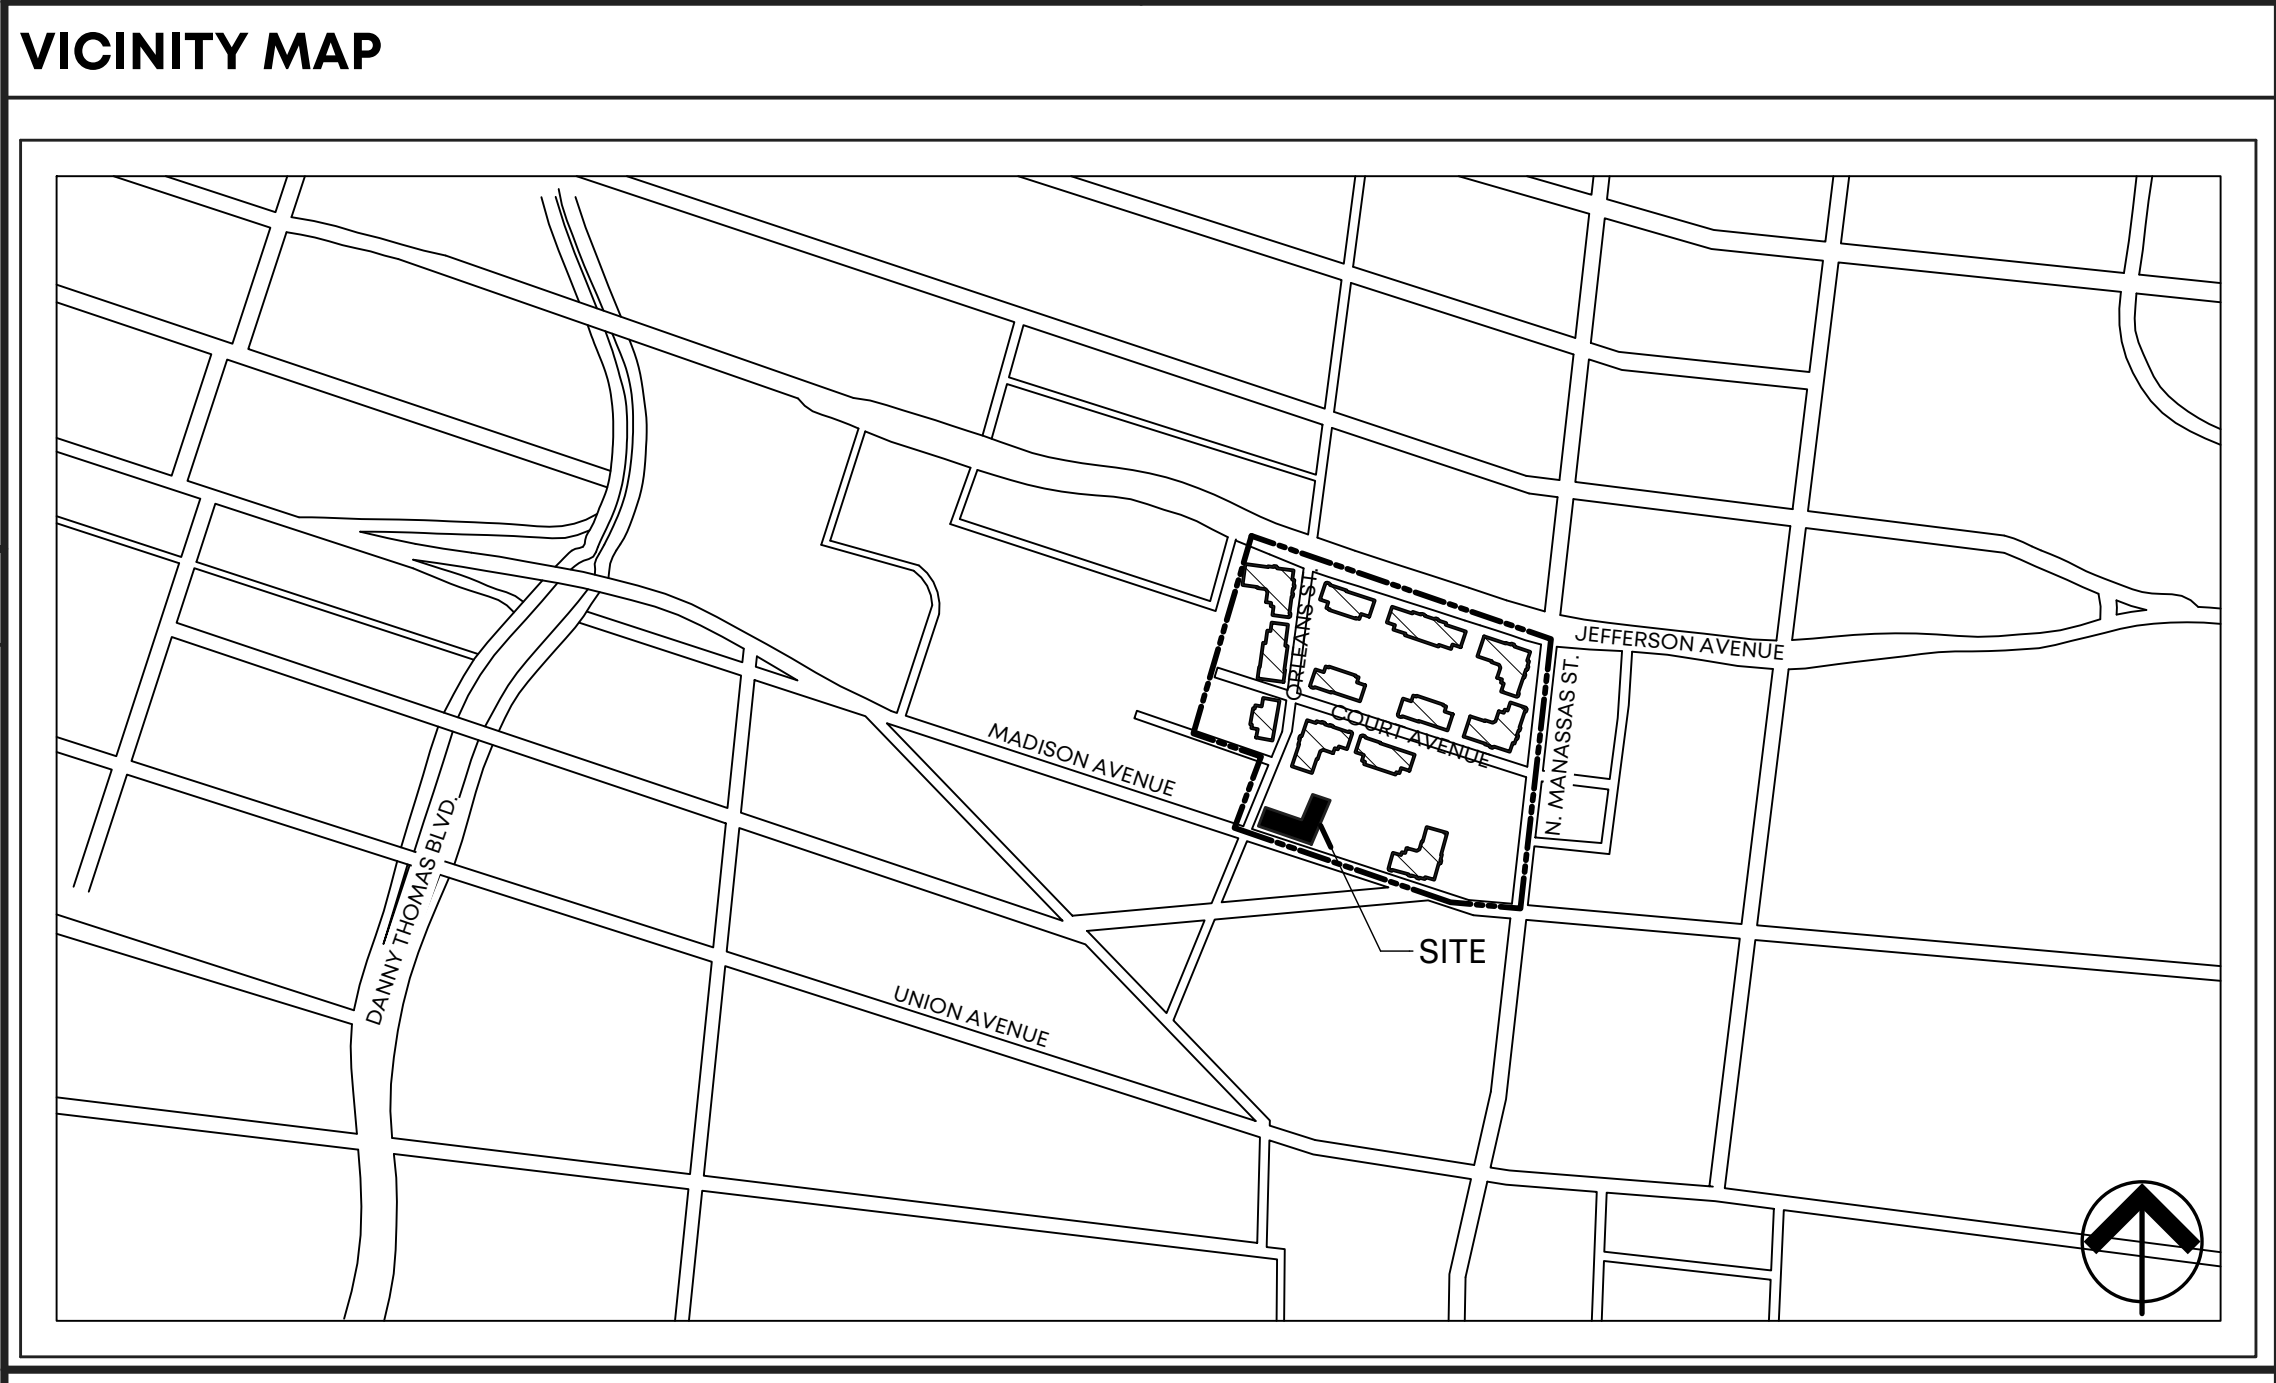 VICINITY MAP
ORLEANS ST.
JEFFERSON AVENUE
N. MANASSAS ST.
COURT AVENUE
MADISON AVENUE
DANNY THOMAS BLVD.
SITE
UNION AVENUE